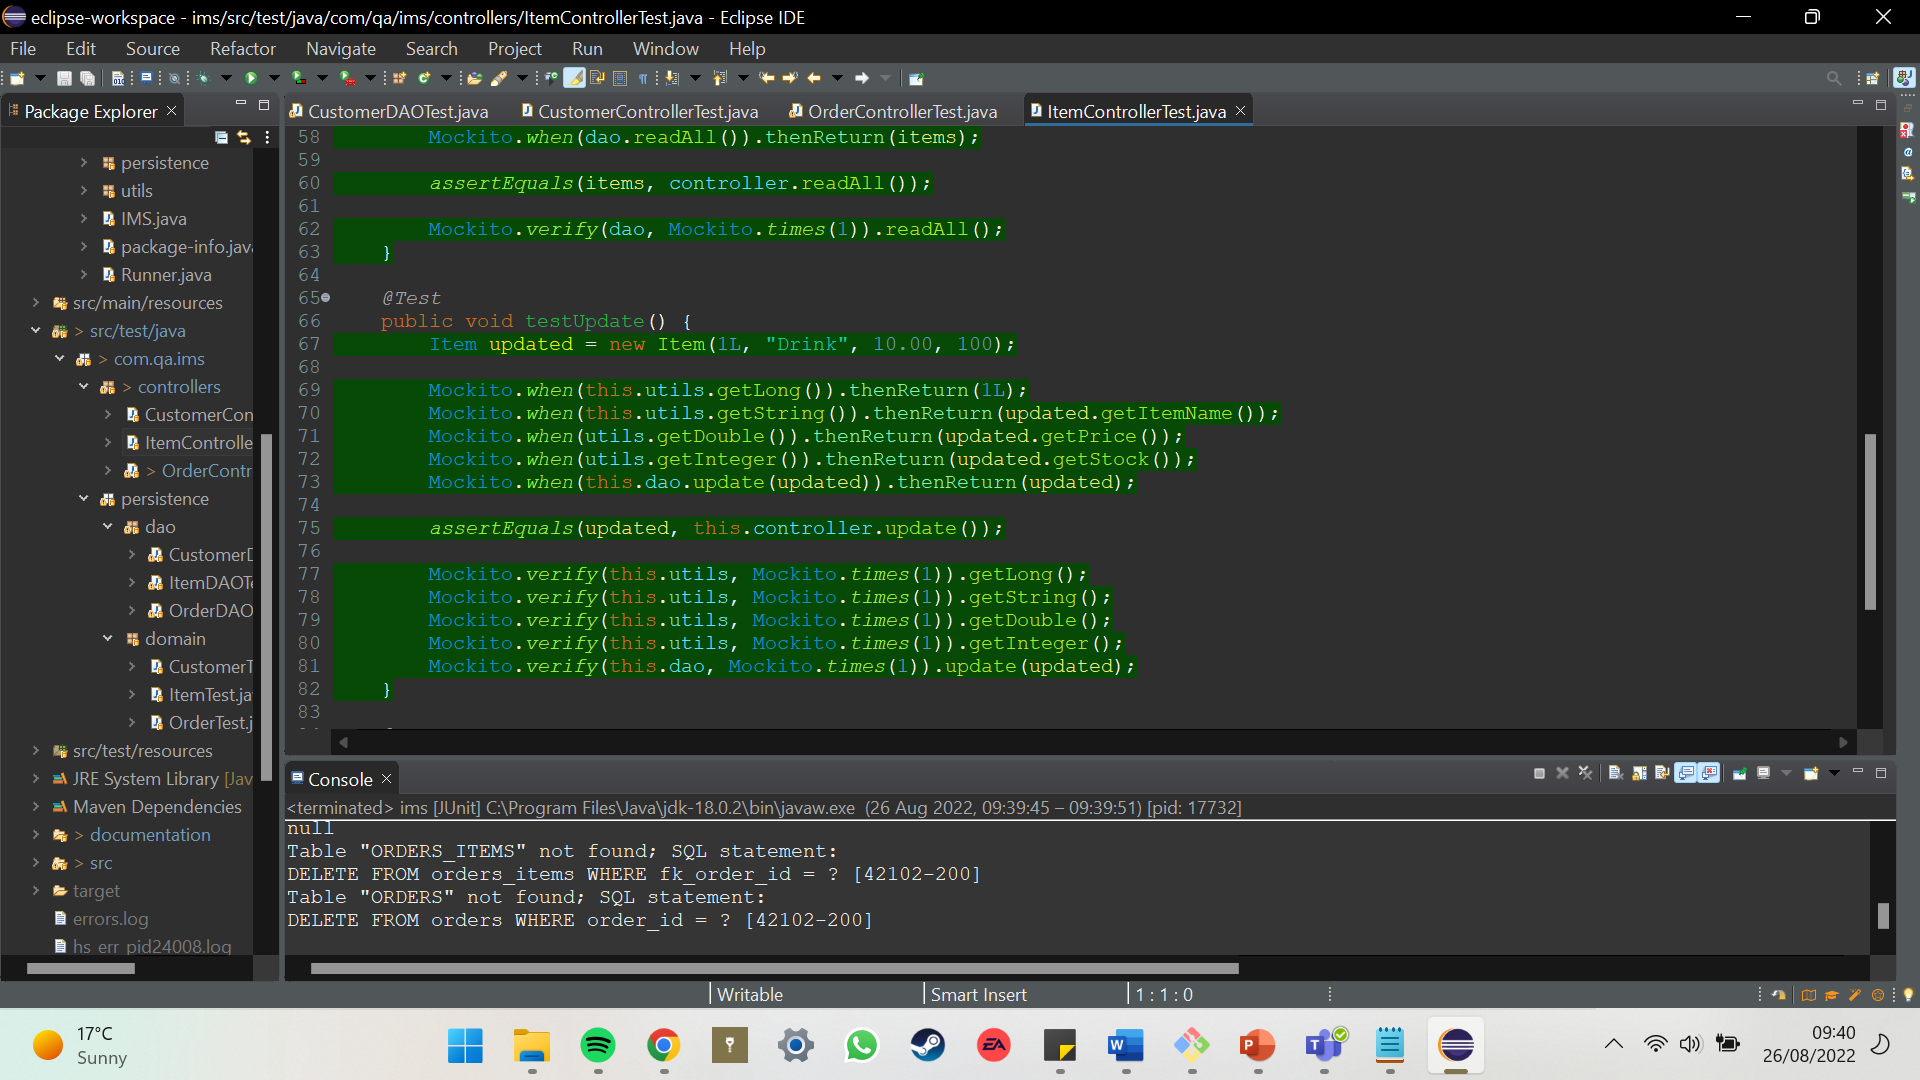 eclipse-workspace - ims/src/test/java/com/qa/ims/controllers/ItemControllerTest.java - Eclipse IDE
File Edit Source Refactor Navigate Search Project Run Window Help
Package Explorer
persistence
utils
IMS.java
package-info.jav
Runner.java
src/main/resources
> src/test/java
> com.qa.ims
> controllers
CustomerCon
ItemControlle
> OrderContr
persistence
dao
CustomerD
ItemDAOTe
OrderDAO
domain
CustomerT
ItemTest.ja
OrderTest.j
src/test/resources
JRE System Library [Jav
Maven Dependencies
> documentation
> src
target
errors.log
hs_err_pid24008.log
CustomerDAOTest.java CustomerControllerTest.java OrderControllerTest.java ItemControllerTest.java
58 Mockito.when(dao.readAll()).thenReturn(items);
59
60 assertEquals(items, controller.readAll());
61
62 Mockito.verify(dao, Mockito.times(1)).readAll();
63 }
64
65 @Test
66 public void testUpdate() {
67 Item updated = new Item(1L, "Drink", 10.00, 100);
68
69 Mockito.when(this.utils.getLong()).thenReturn(1L);
70 Mockito.when(this.utils.getString()).thenReturn(updated.getItemName());
71 Mockito.when(utils.getDouble()).thenReturn(updated.getPrice());
72 Mockito.when(utils.getInteger()).thenReturn(updated.getStock());
73 Mockito.when(this.dao.update(updated)).thenReturn(updated);
74
75 assertEquals(updated, this.controller.update());
76
77 Mockito.verify(this.utils, Mockito.times(1)).getLong();
78 Mockito.verify(this.utils, Mockito.times(1)).getString();
79 Mockito.verify(this.utils, Mockito.times(1)).getDouble();
80 Mockito.verify(this.utils, Mockito.times(1)).getInteger();
81 Mockito.verify(this.dao, Mockito.times(1)).update(updated);
82 }
83
Console
<terminated> ims [JUnit] C:\Program Files\Java\jdk-18.0.2\bin\javaw.exe (26 Aug 2022, 09:39:45 – 09:39:51) [pid: 17732]
null
Table "ORDERS_ITEMS" not found; SQL statement:
DELETE FROM orders_items WHERE fk_order_id = ? [42102-200]
Table "ORDERS" not found; SQL statement:
DELETE FROM orders WHERE order_id = ? [42102-200]
Writable Smart Insert 1 : 1 : 0
17°C
Sunny
09:40
26/08/2022